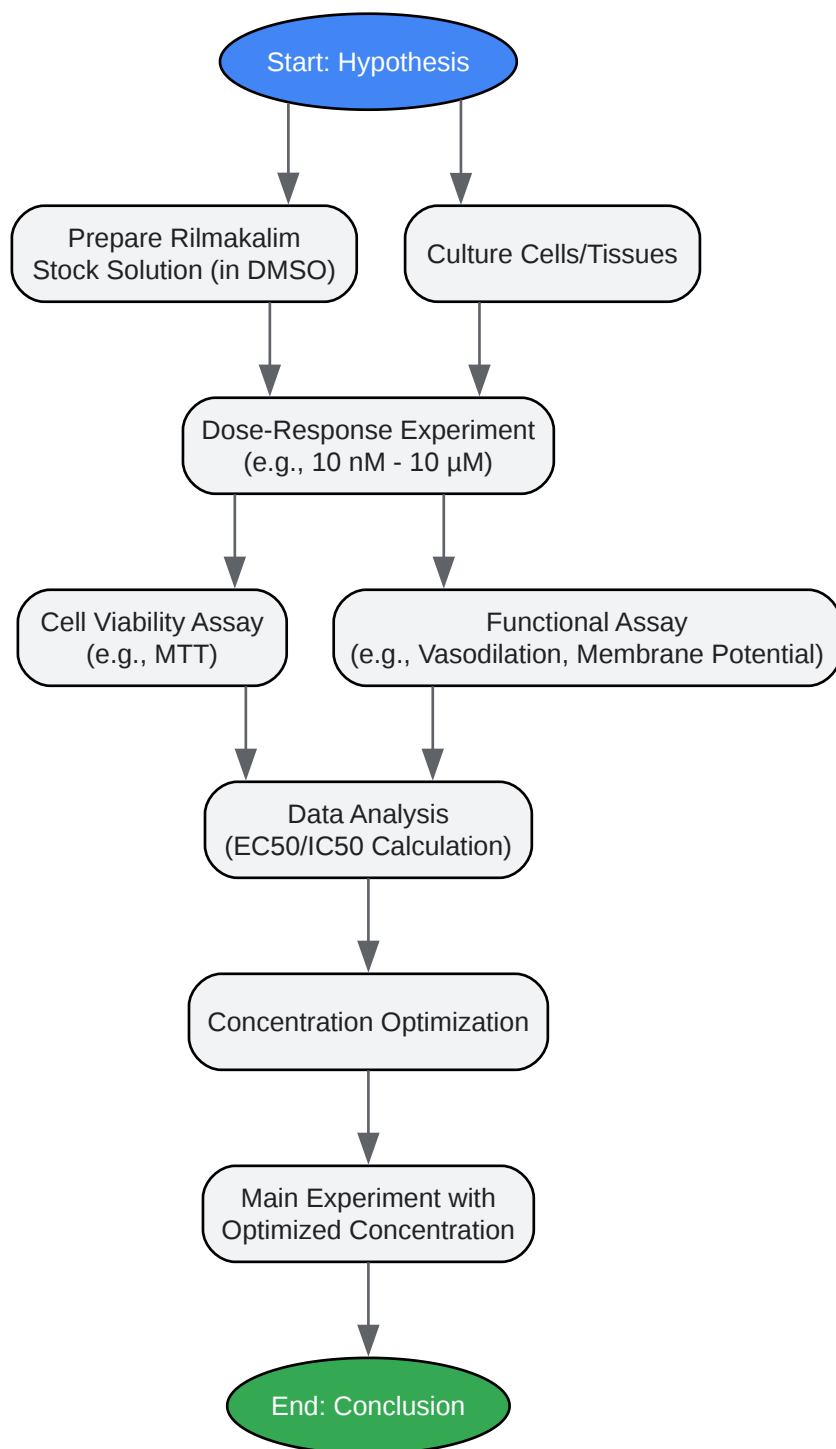 Start: Hypothesis
Prepare Rilmakalim
Stock Solution (in DMSO)
Culture Cells/Tissues
Dose-Response Experiment
(e.g., 10 nM - 10 µM)
Cell Viability Assay
(e.g., MTT)
Functional Assay
(e.g., Vasodilation, Membrane Potential)
Data Analysis
(EC50/IC50 Calculation)
Concentration Optimization
Main Experiment with
Optimized Concentration
End: Conclusion